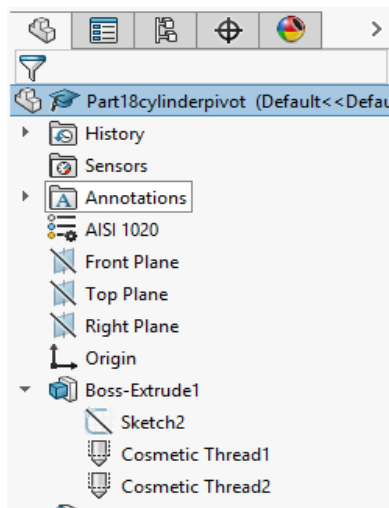 Part18cylinderpivot (Default<<Defau
History
Sensors
Annotations
AISI 1020
Front Plane
Top Plane
Right Plane
Origin
Boss-Extrude1
Sketch2
Cosmetic Thread1
Cosmetic Thread2